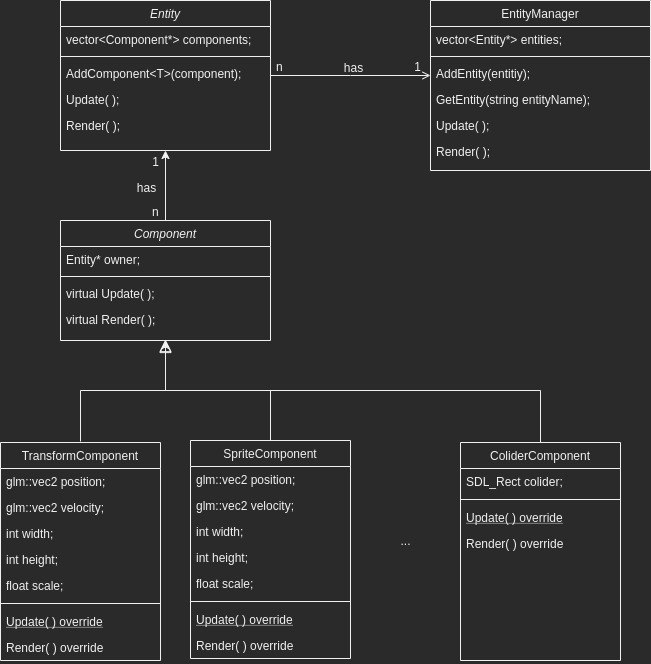 Entity
vector<Component*> components;
AddComponent<T>(component);
Update( );
Render( );
n
has
1
EntityManager
vector<Entity*> entities;
AddEntity(entitiy);
GetEntity(string entityName);
Update( );
Render( );
1
has
n
Component
Entity* owner;
virtual Update( );
virtual Render( );
TransformComponent
glm::vec2 position;
glm::vec2 velocity;
int width;
int height;
float scale;
Update( ) override
Render( ) override
SpriteComponent
glm::vec2 position;
glm::vec2 velocity;
int width;
int height;
float scale;
Update( ) override
Render( ) override
...
ColiderComponent
SDL_Rect colider;
Update( ) override
Render( ) override